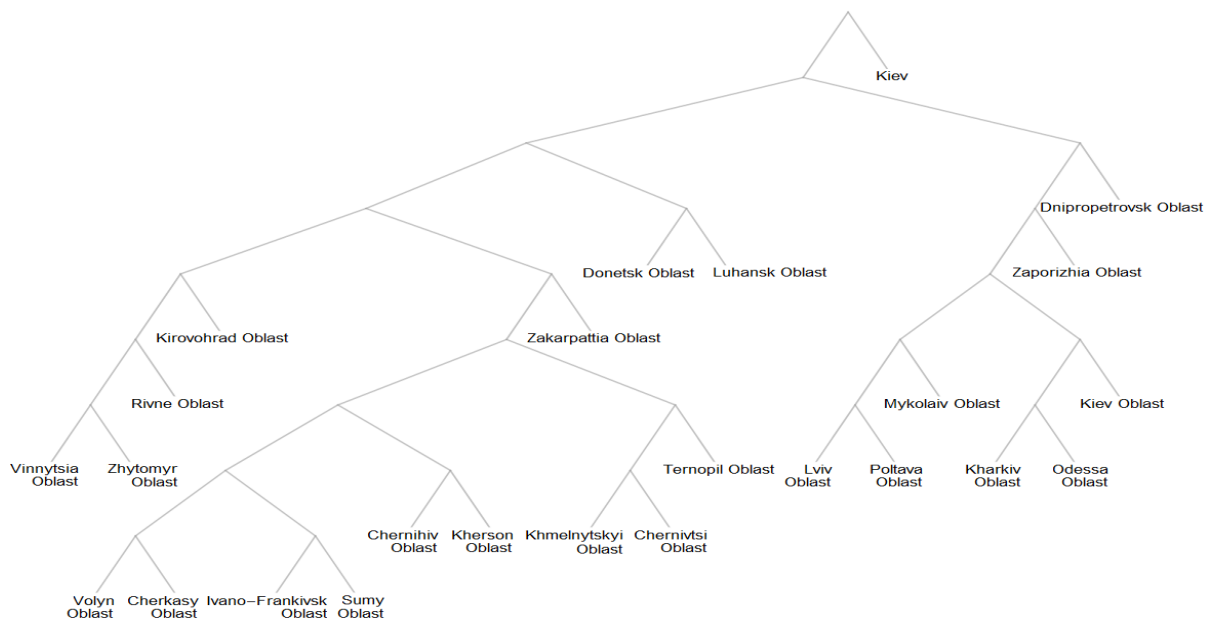 Kiev
Dnipropetrovsk Oblast
Donetsk Oblast
Luhansk Oblast
Zaporizhia Oblast
Kirovohrad Oblast
Zakarpattia Oblast
Rivne Oblast
Mykolaiv Oblast
Kiev Oblast
Vinnytsia
Oblast
Zhytomyr
Oblast
Ternopil Oblast
Lviv
Oblast
Poltava
Oblast
Kharkiv
Oblast
Odessa
Oblast
Chernihiv
Oblast
Kherson
Oblast
Khmelnytskyi
Oblast
Chernivtsi
Oblast
Volyn
Oblast
Cherkasy
Oblast
Ivano−Frankivsk
Oblast
Sumy
Oblast